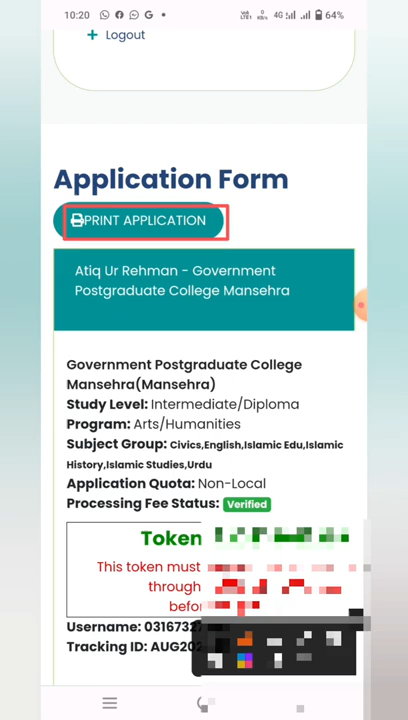 10:20
4G
64%
Logout
Application Form
PRINT APPLICATION
Atiq Ur Rehman - Government
Postgraduate College Mansehra
Government Postgraduate College
Mansehra(Mansehra)
Study Level: Intermediate/Diploma
Program: Arts/Humanities
Subject Group: Civics,English,Islamic Edu,Islamic
History,Islamic Studies,Urdu
Application Quota: Non-Local
Processing Fee Status: Verified
Token
This token must
through
Username:
Tracking ID: